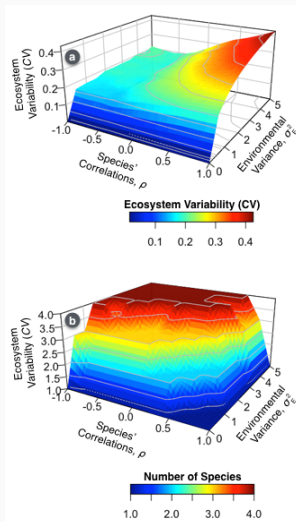 a
Ecosystem
Variability (CV)
0.4
0.3
0.2
0.1
-1.0
-0.5
0.0
0.5
1.0
Species'
Correlations, ρ
0
1
2
3
4
5
Environmental
Variance, σ²E
Ecosystem Variability (CV)
0.1 0.2 0.3 0.4
b
Ecosystem
Variability (CV)
4.0
3.5
3.0
2.5
2.0
1.5
1.0
-1.0
-0.5
0.0
0.5
1.0
Species'
Correlations, ρ
0
1
2
3
4
5
Environmental
Variance, σ²E
Number of Species
1.0 2.0 3.0 4.0